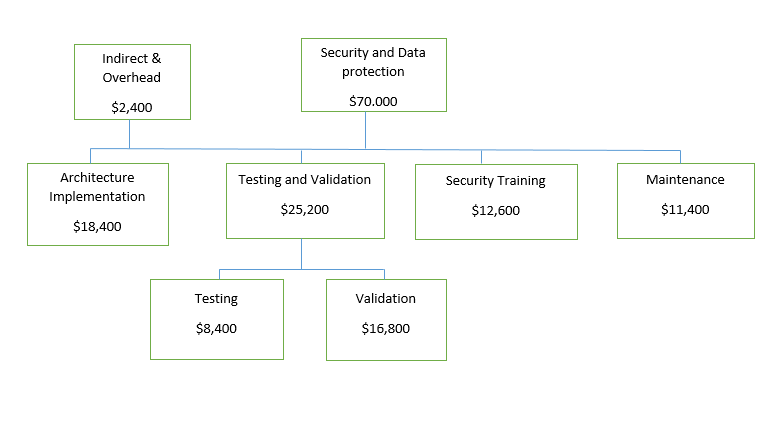 Indirect &
Overhead
$2,400
Security and Data
protection
$70.000
Architecture
Implementation
$18,400
Testing and Validation
$25,200
Security Training
$12,600
Maintenance
$11,400
Testing
$8,400
Validation
$16,800